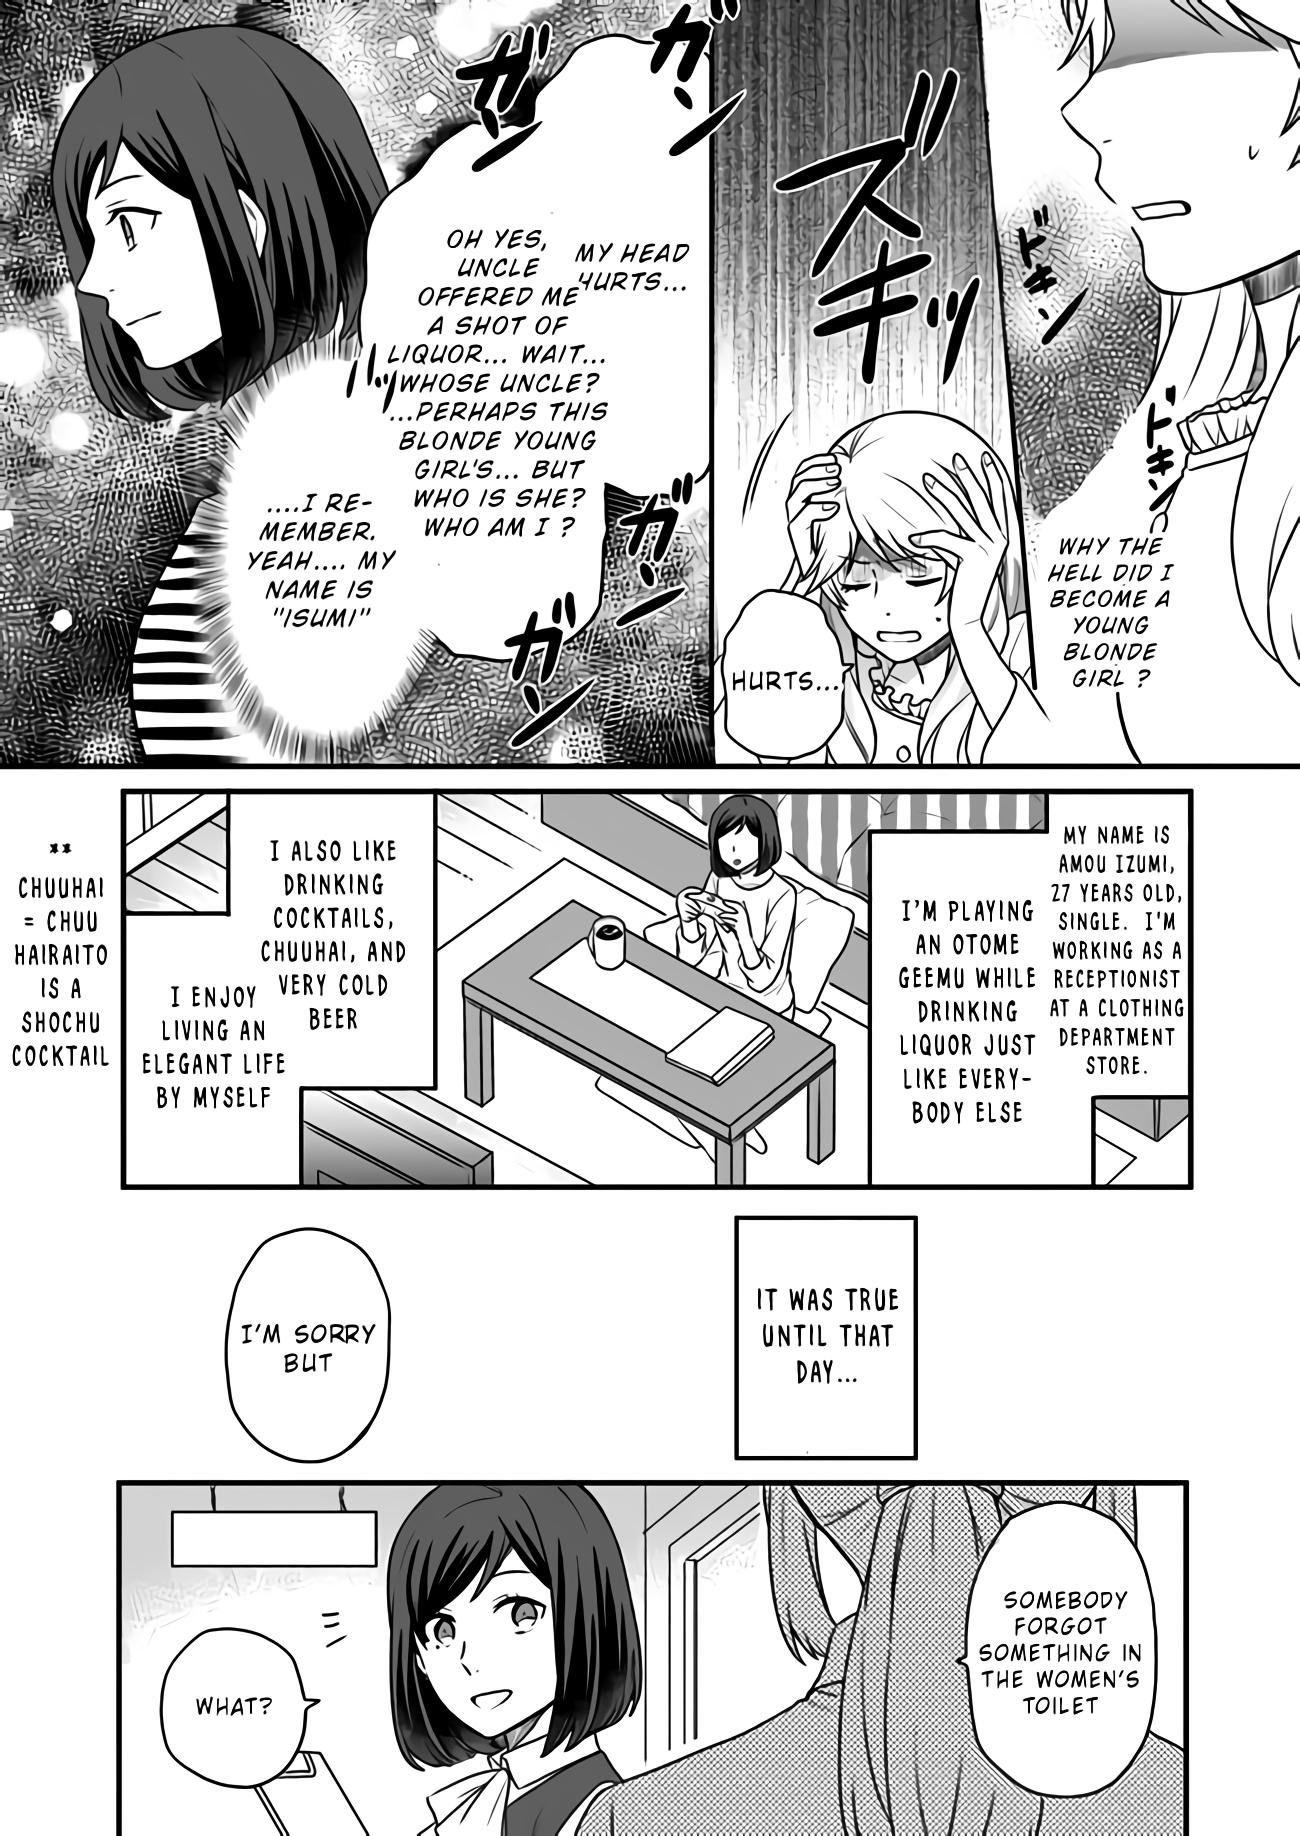 WHY THE
HELL DID I
BECOME A
YOUNG
BLONDE
GIRL ?
ドキン
ドキン
ズキッ
HURTS...
MY HEAD
HURTS...
OH YES,
UNCLE
OFFERED ME
A SHOT OF
LIQUOR... WAIT...
WHOSE UNCLE?
...PERHAPS THIS
BLONDE YOUNG
GIRL'S... BUT
WHO IS SHE?
WHO AM I ?
ガン
ガン
ガン
ガン
....I RE-
MEMBER.
YEAH.... MY
NAME IS
"ISUMI"
MY NAME IS
AMOU IZUMI,
27 YEARS OLD,
SINGLE. I'M
WORKING AS A
RECEPTIONIST
AT A CLOTHING
DEPARTMENT
STORE.
I'M PLAYING
AN OTOME
GEEMU WHILE
DRINKING
LIQUOR JUST
LIKE EVERY-
BODY ELSE
I ALSO LIKE
DRINKING
COCKTAILS,
CHUUHAI, AND
VERY COLD
BEER
I ENJOY
LIVING AN
ELEGANT LIFE
BY MYSELF
**
CHUUHAI
= CHUU
HAIRAITO
IS A
SHOCHU
COCKTAIL
IT WAS TRUE
UNTIL THAT
DAY...
I'M SORRY
BUT
SOMEBODY
FORGOT
SOMETHING IN
THE WOMEN'S
TOILET
WHAT?